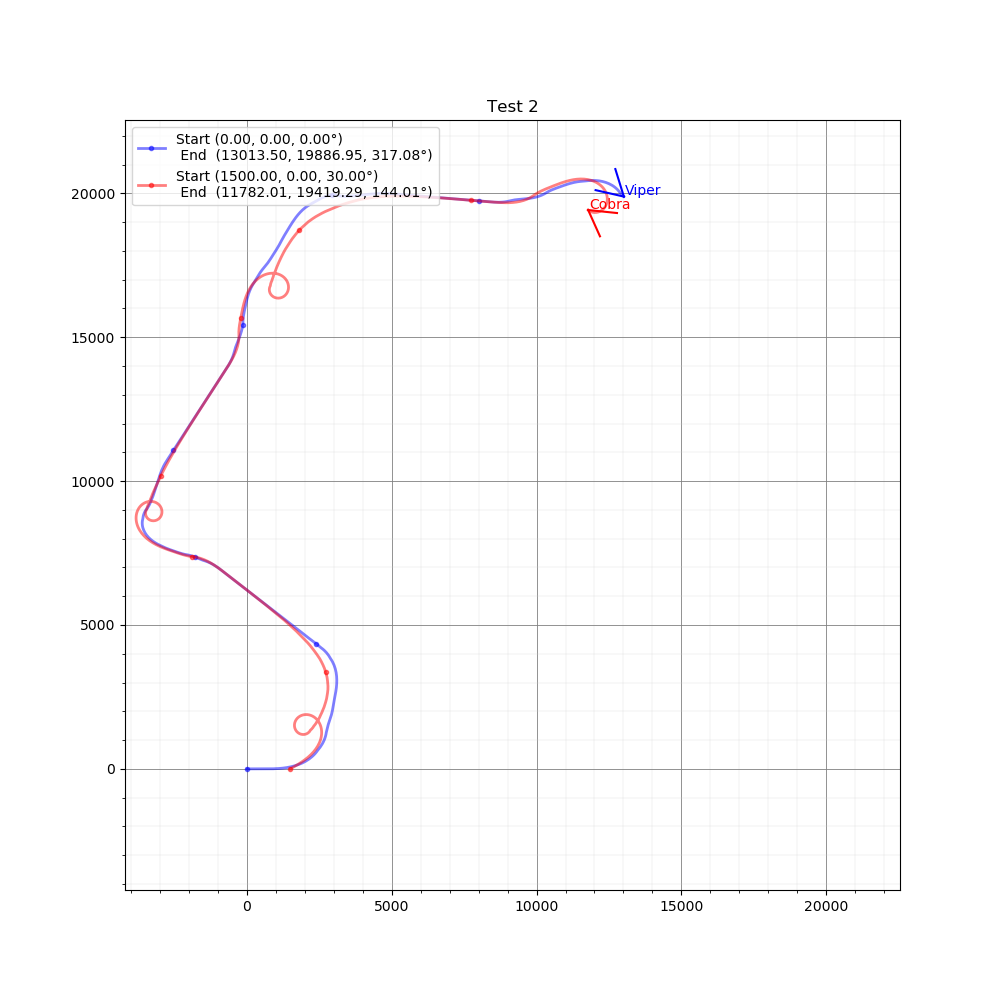 Test 2
Start (0.00, 0.00, 0.00°)
End (13013.50, 19886.95, 317.08°)
Start (1500.00, 0.00, 30.00°)
End (11782.01, 19419.29, 144.01°)
Viper
Cobra
20000
15000
10000
5000
0
0 5000 10000 15000 20000